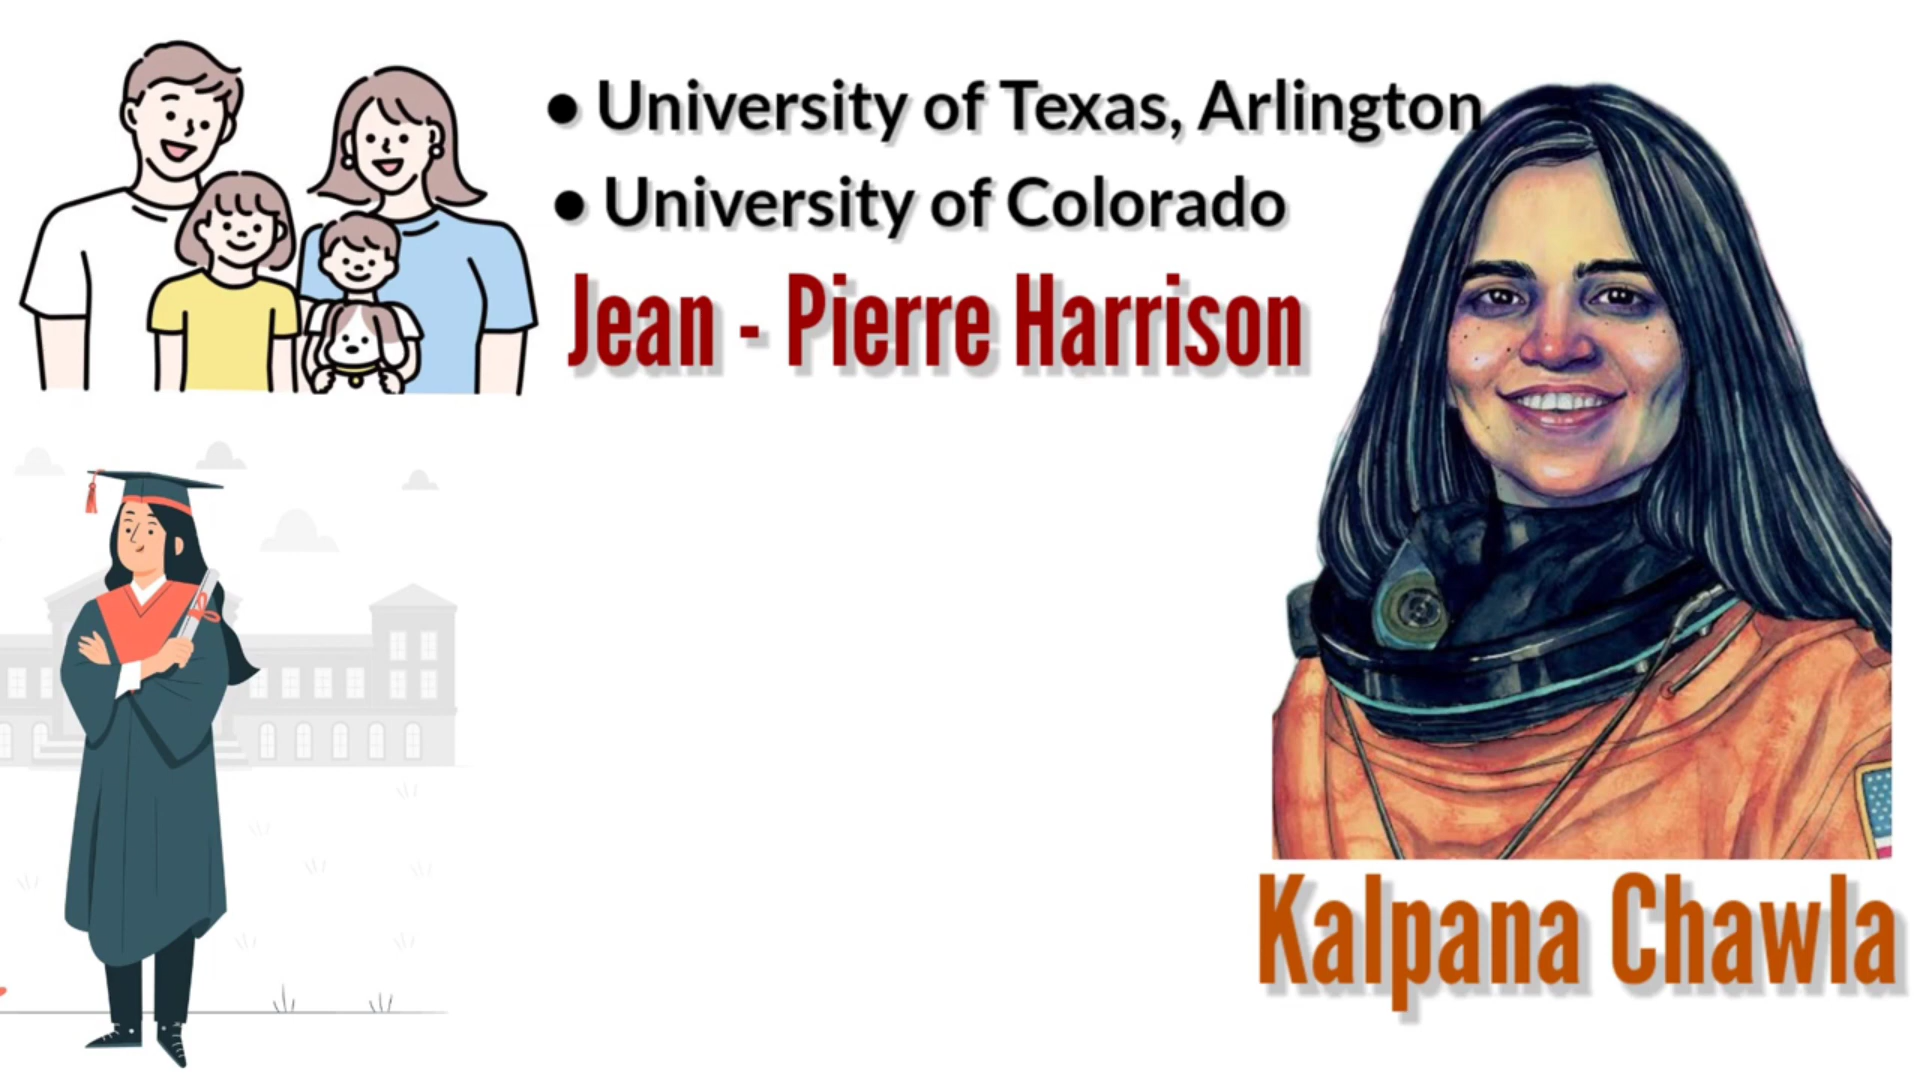 • University of Texas, Arlington
• University of Colorado
Jean - Pierre Harrison
Kalpana Chawla